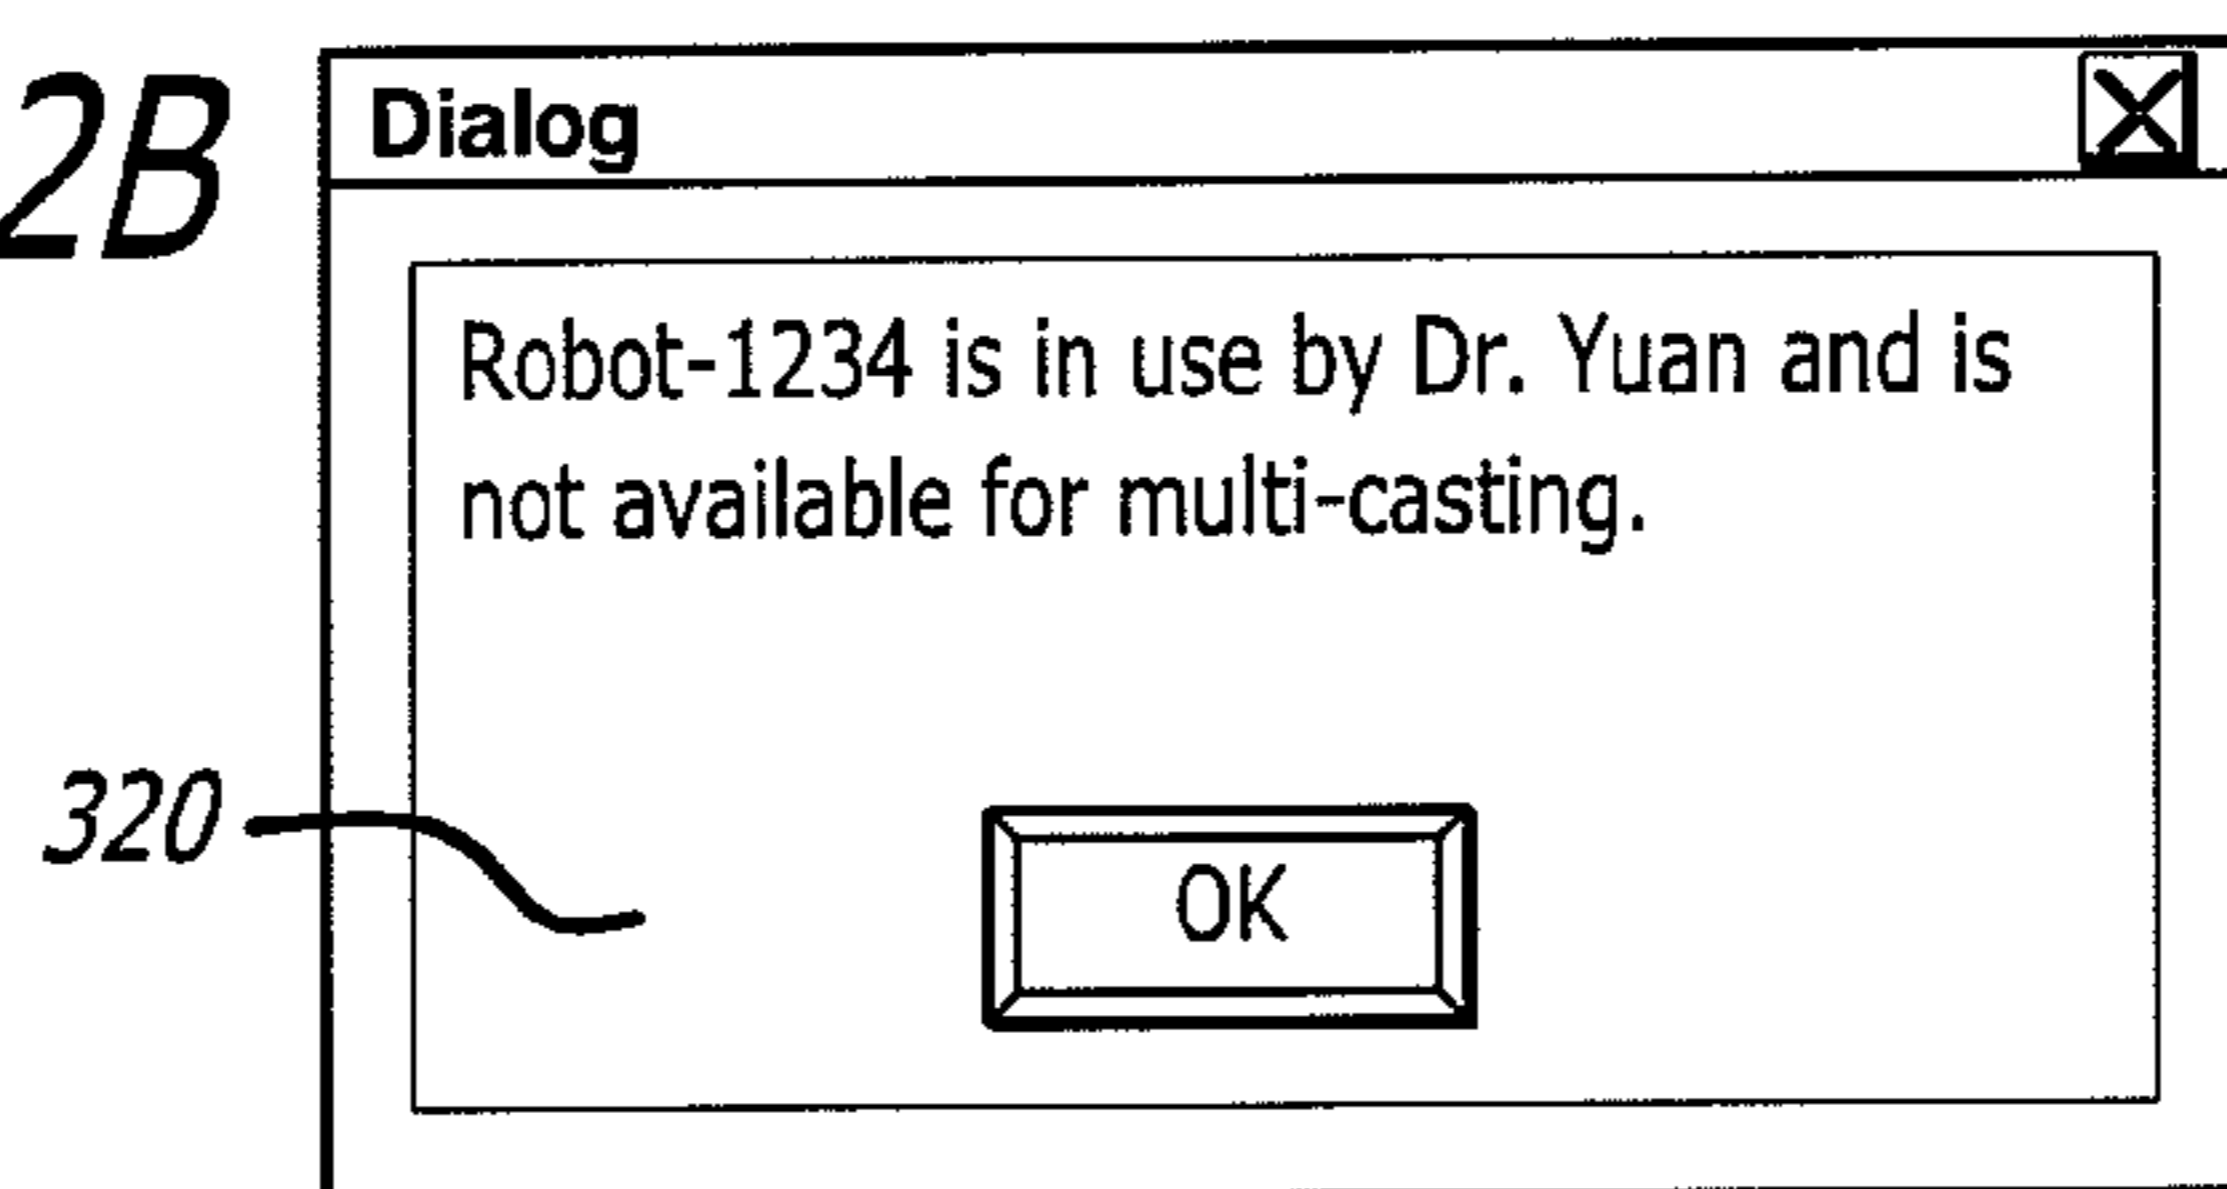 2B
Dialog
Robot-1234 is in use by Dr. Yuan and is
not available for multi-casting.
320
OK